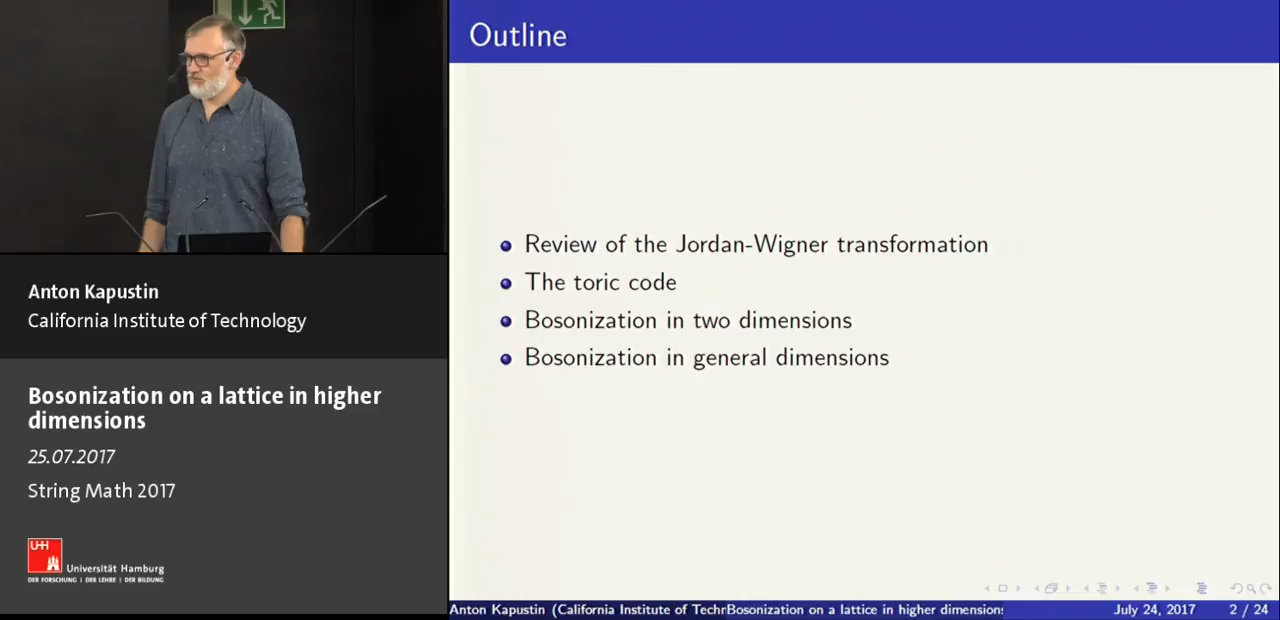 Outline
Review of the Jordan-Wigner transformation
The toric code
Bosonization in two dimensions
Bosonization in general dimensions
Anton Kapustin
California Institute of Technology
Bosonization on a lattice in higher
dimensions
25.07.2017
String Math 2017
UH
Universität Hamburg
DER FORSCHUNG | DER LEHRE | DER BILDUNG
Anton Kapustin (California Institute of Techn Bosonization on a lattice in higher dimensions July 24, 2017 2 / 24